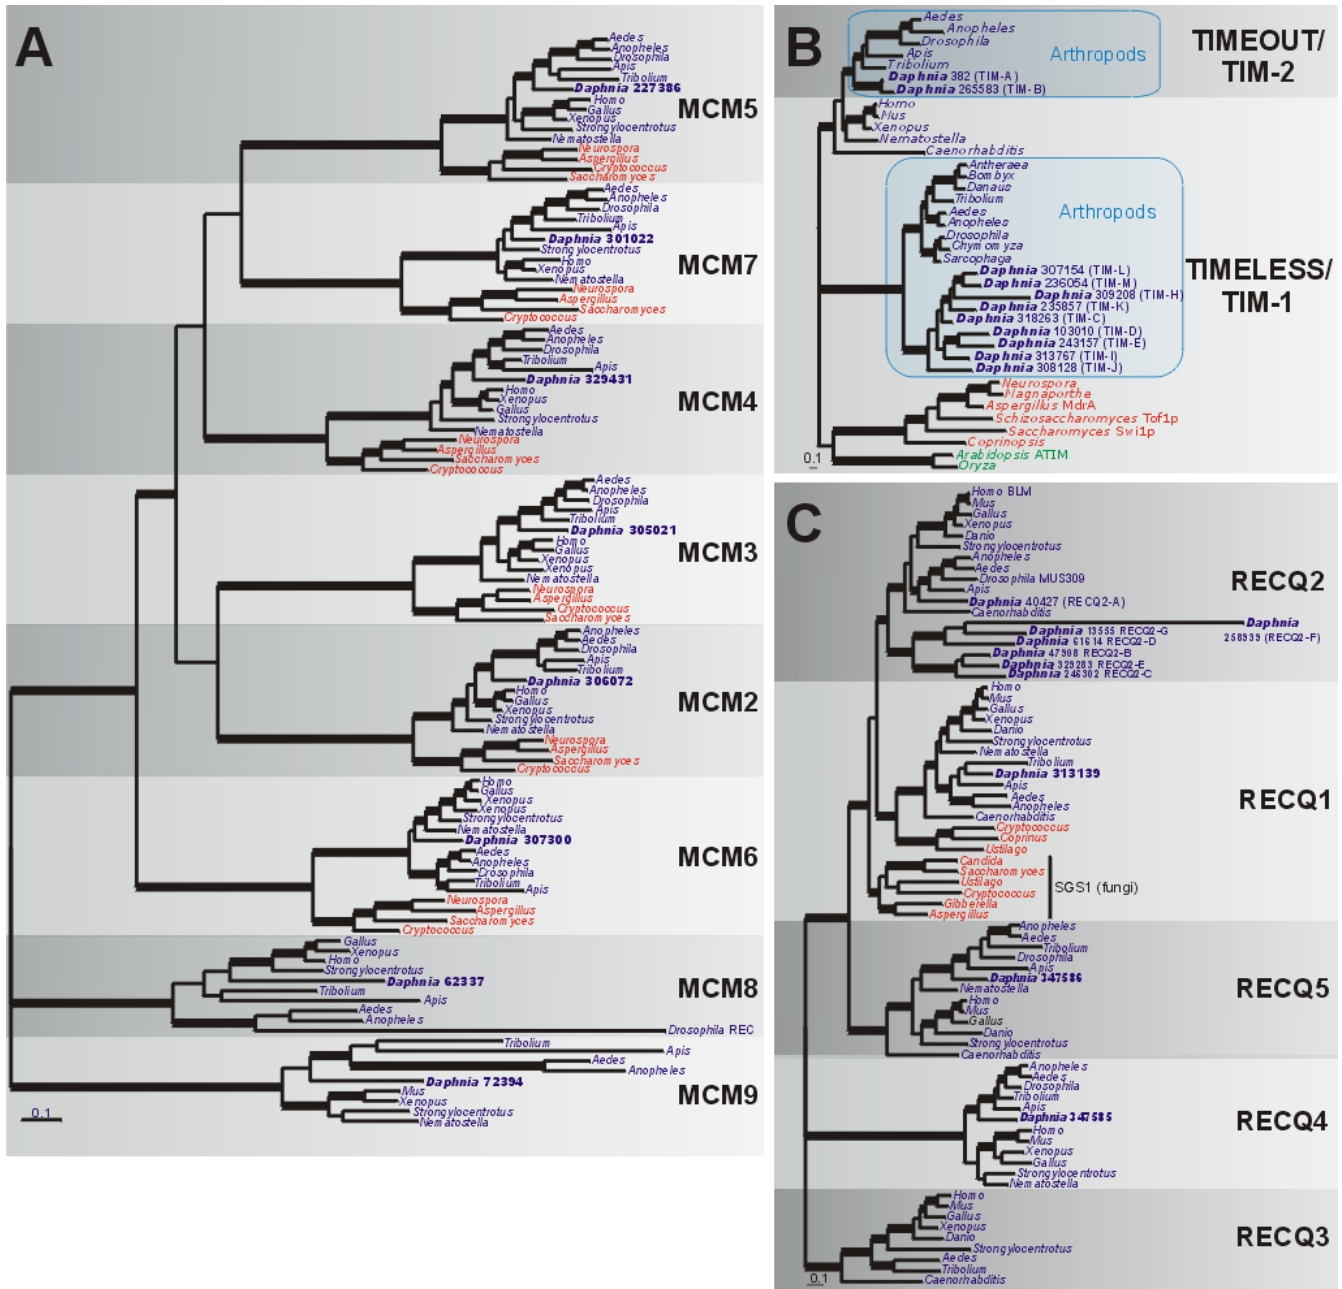 A
Aedes
Anopheles
Drosophila
Apis
Tribolium
Daphnia 227386
Homo
Gallus
Xenopus
Strongylocentrotus
Nematostella
Neurospora
Aspergillus
Cryptococcus
Saccharomyces
MCM5
Aedes
Anopheles
Drosophila
Tribolium
Apis
Daphnia 301022
Strongylocentrotus
Homo
Xenopus
Nematostella
Neurospora
Aspergillus
Saccharomyces
Cryptococcus
MCM7
Aedes
Anopheles
Drosophila
Tribolium
Apis
Daphnia 329431
Homo
Xenopus
Gallus
Strongylocentrotus
Nematostella
Neurospora
Aspergillus
Saccharomyces
Cryptococcus
MCM4
Aedes
Anopheles
Drosophila
Apis
Tribolium
Daphnia 305021
Homo
Gallus
Xenopus
Xenopus
Nematostella
Neurospora
Aspergillus
Cryptococcus
Saccharomyces
MCM3
Anopheles
Aedes
Drosophila
Apis
Tribolium
Daphnia 306072
Homo
Gallus
Xenopus
Strongylocentrotus
Nematostella
Neurospora
Aspergillus
Saccharomyces
Cryptococcus
MCM2
Homo
Gallus
Xenopus
Xenopus
Strongylocentrotus
Nematostella
Daphnia 307300
Aedes
Anopheles
Drosophila
Tribolium
Apis
Neurospora
Aspergillus
Saccharomyces
Cryptococcus
MCM6
Gallus
Xenopus
Homo
Strongylocentrotus
Daphnia 62337
Tribolium
Apis
Aedes
Anopheles
Drosophila REC
MCM8
Tribolium
Apis
Aedes
Anopheles
Daphnia 72394
Mus
Xenopus
Strongylocentrotus
Nematostella
MCM9
0.1
B
Aedes
Anopheles
Drosophila
Apis
Tribolium
Daphnia 382 (TIM-A)
Daphnia 265583 (TIM-B)
Arthropods
TIMEOUT/
TIM-2
Homo
Mus
Xenopus
Nematostella
Caenorhabditis
Antheraea
Bombyx
Danaus
Tribolium
Aedes
Anopheles
Drosophila
Chymomyza
Sarcophaga
Daphnia 307154 (TIM-L)
Daphnia 236054 (TIM-M)
Daphnia 309208 (TIM-H)
Daphnia 235857 (TIM-K)
Daphnia 318263 (TIM-C)
Daphnia 103010 (TIM-D)
Daphnia 243157 (TIM-E)
Daphnia 313767 (TIM-I)
Daphnia 308128 (TIM-J)
Arthropods
TIMELESS/
TIM-1
Neurospora
Magnaporthe
Aspergillus MdrA
Schizosaccharomyces Tof1p
Saccharomyces Swi1p
Coprinopsis
Arabidopsis ATIM
Oryza
0.1
C
Homo BLM
Mus
Gallus
Xenopus
Danio
Strongylocentrotus
Anopheles
Aedes
Drosophila MUS309
Apis
Daphnia 40427 (RECQ2-A)
Caenorhabditis
Daphnia
258939 (RECQ2-F)
Daphnia 13555 RECQ2-G
Daphnia 61614 RECQ2-D
Daphnia 47908 RECQ2-B
Daphnia 329283 RECQ2-E
Daphnia 246302 RECQ2-C
RECQ2
Homo
Mus
Gallus
Xenopus
Danio
Strongylocentrotus
Nematostella
Tribolium
Daphnia 313139
Apis
Aedes
Anopheles
Caenorhabditis
Cryptococcus
Coprinus
Ustilago
RECQ1
Candida
Saccharomyces
Ustilago
Cryptococcus
Gibberella
Aspergillus
SGS1 (fungi)
Anopheles
Aedes
Tribolium
Drosophila
Apis
Daphnia 347586
Nematostella
Homo
Mus
Gallus
Danio
Strongylocentrotus
Caenorhabditis
RECQ5
Anopheles
Aedes
Drosophila
Tribolium
Apis
Daphnia 347585
Homo
Mus
Xenopus
Gallus
Strongylocentrotus
Nematostella
RECQ4
Homo
Mus
Gallus
Xenopus
Danio
Strongylocentrotus
Aedes
Tribolium
Caenorhabditis
RECQ3
0.1